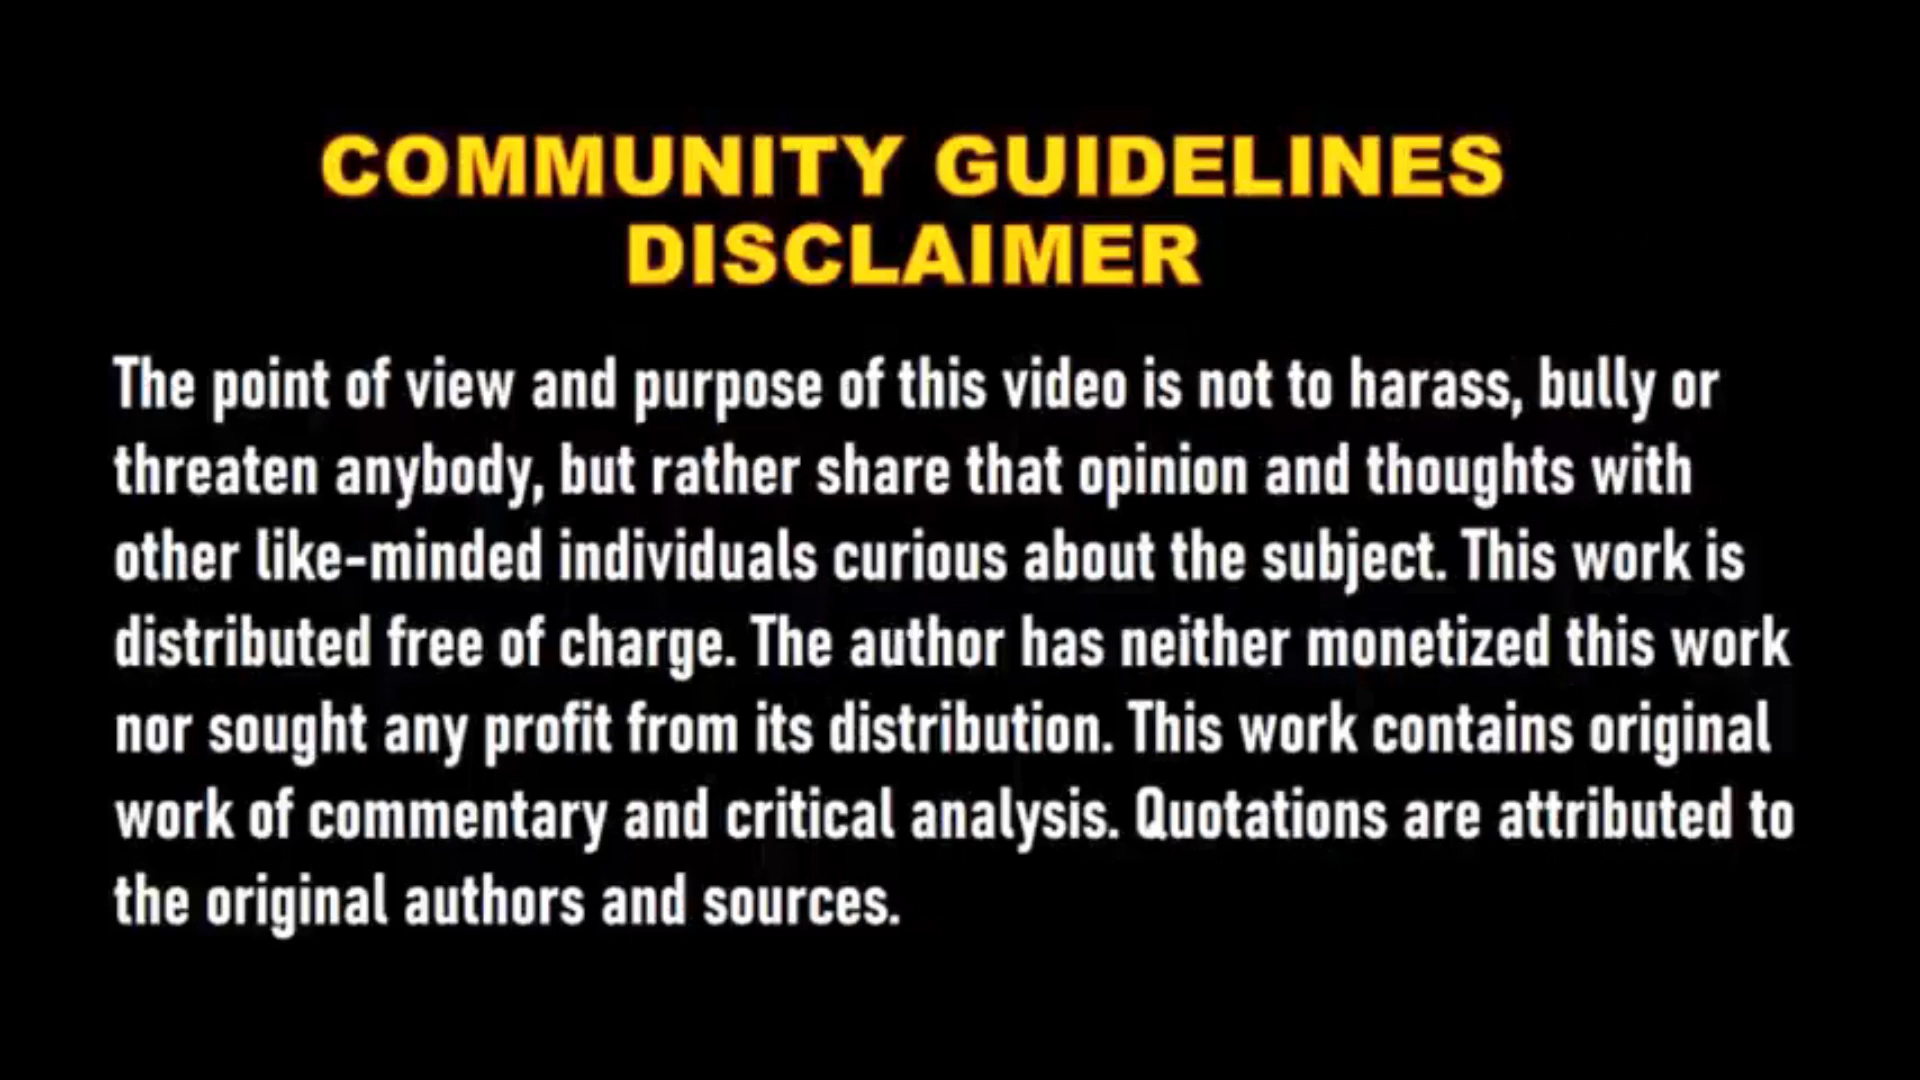 COMMUNITY GUIDELINES
DISCLAIMER
The point of view and purpose of this video is not to harass, bully or
threaten anybody, but rather share that opinion and thoughts with
other like-minded individuals curious about the subject. This work is
distributed free of charge. The author has neither monetized this work
nor sought any profit from its distribution. This work contains original
work of commentary and critical analysis. Quotations are attributed to
the original authors and sources.